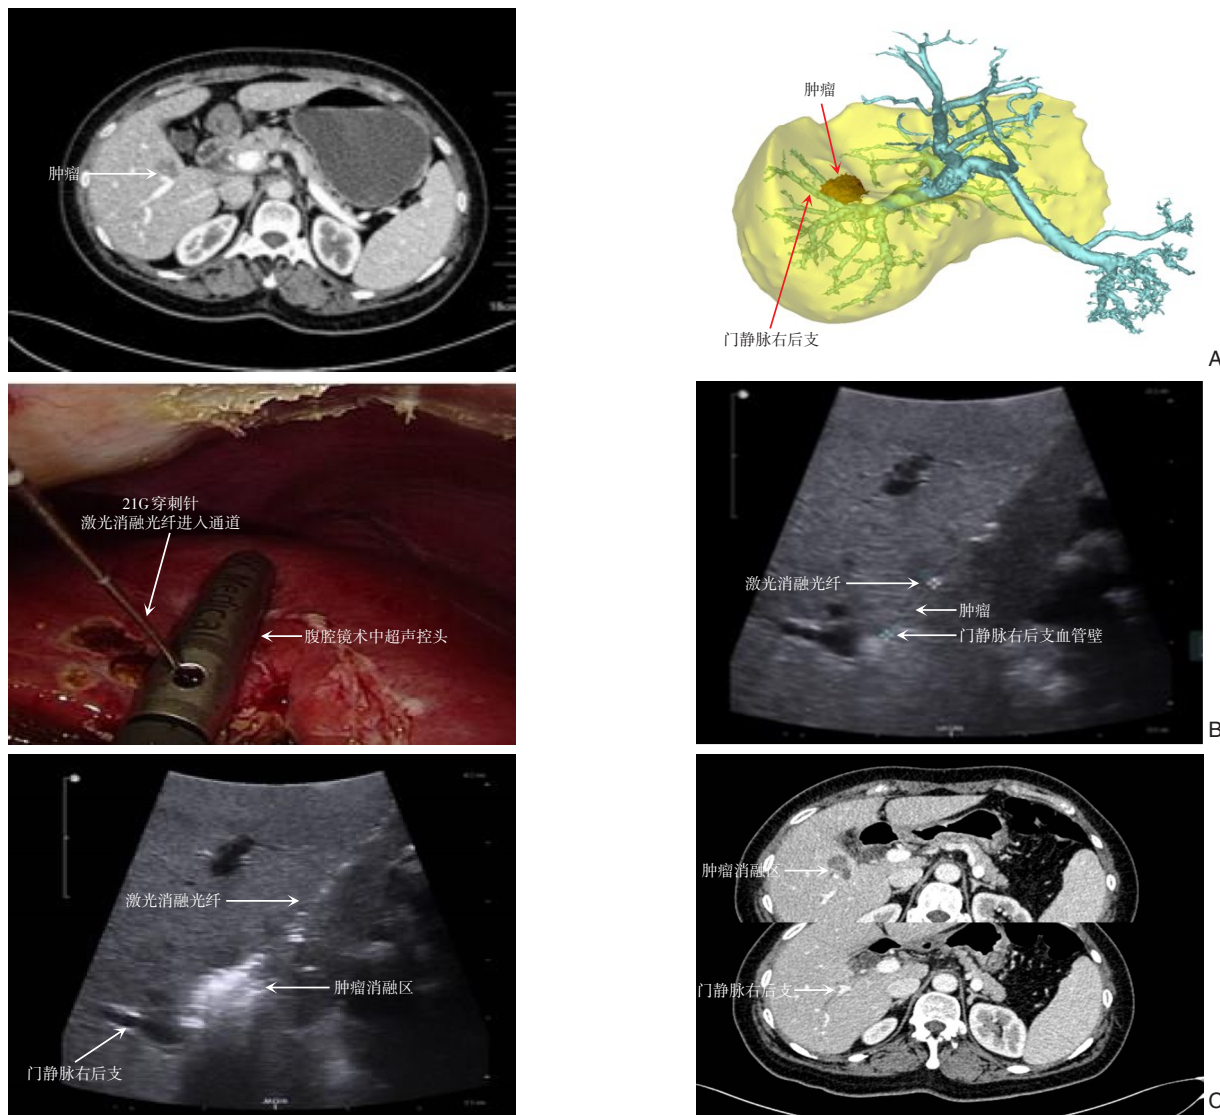 肿瘤
肿瘤
门静脉右后支
A
21G穿刺针
激光消融光纤进入通道
腹腔镜术中超声控头
Medical
激光消融光纤
肿瘤
门静脉右后支血管壁
B
激光消融光纤
肿瘤消融区
门静脉右后支
肿瘤消融区
门静脉右后支
C